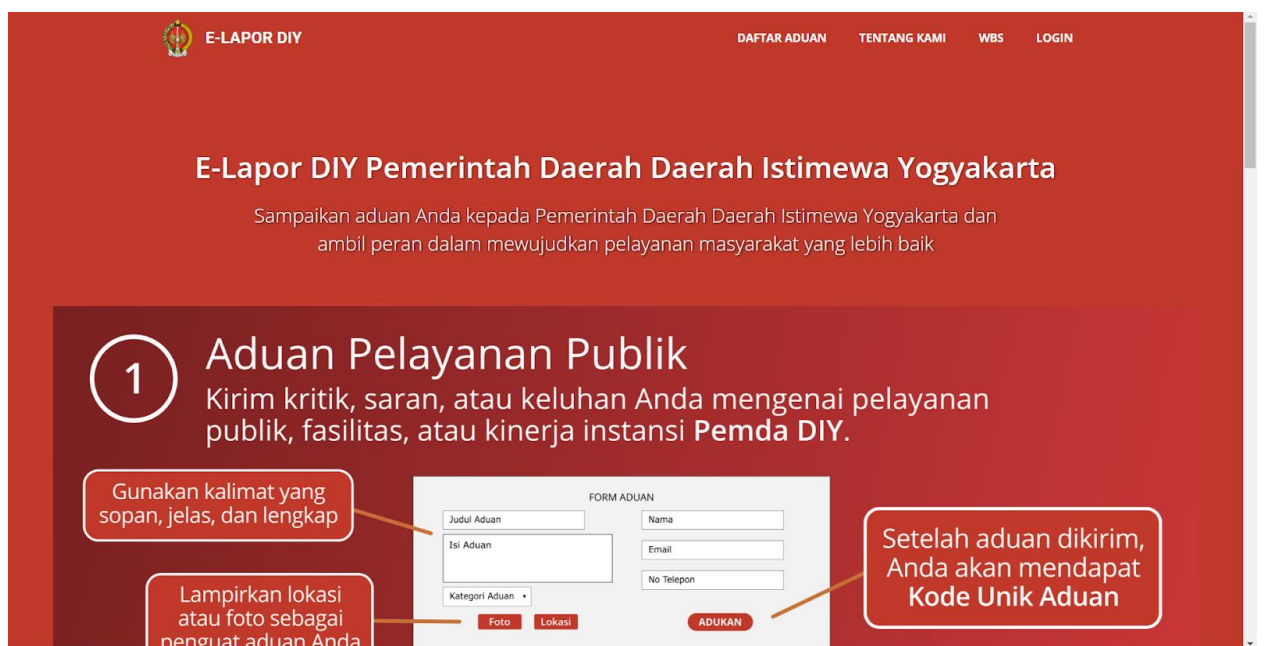 E-LAPOR DIY
DAFTAR ADUAN TENTANG KAMI WBS LOGIN
E-Lapor DIY Pemerintah Daerah Daerah Istimewa Yogyakarta
Sampaikan aduan Anda kepada Pemerintah Daerah Daerah Istimewa Yogyakarta dan
ambil peran dalam mewujudkan pelayanan masyarakat yang lebih baik
1
Aduan Pelayanan Publik
Kirim kritik, saran, atau keluhan Anda mengenai pelayanan
publik, fasilitas, atau kinerja instansi Pemda DIY.
Gunakan kalimat yang
sopan, jelas, dan lengkap
Lampirkan lokasi
atau foto sebagai
penguat aduan Anda
FORM ADUAN
Judul Aduan
Isi Aduan
Kategori Aduan
Foto Lokasi
Nama
Email
No Telepon
ADUKAN
Setelah aduan dikirim,
Anda akan mendapat
Kode Unik Aduan